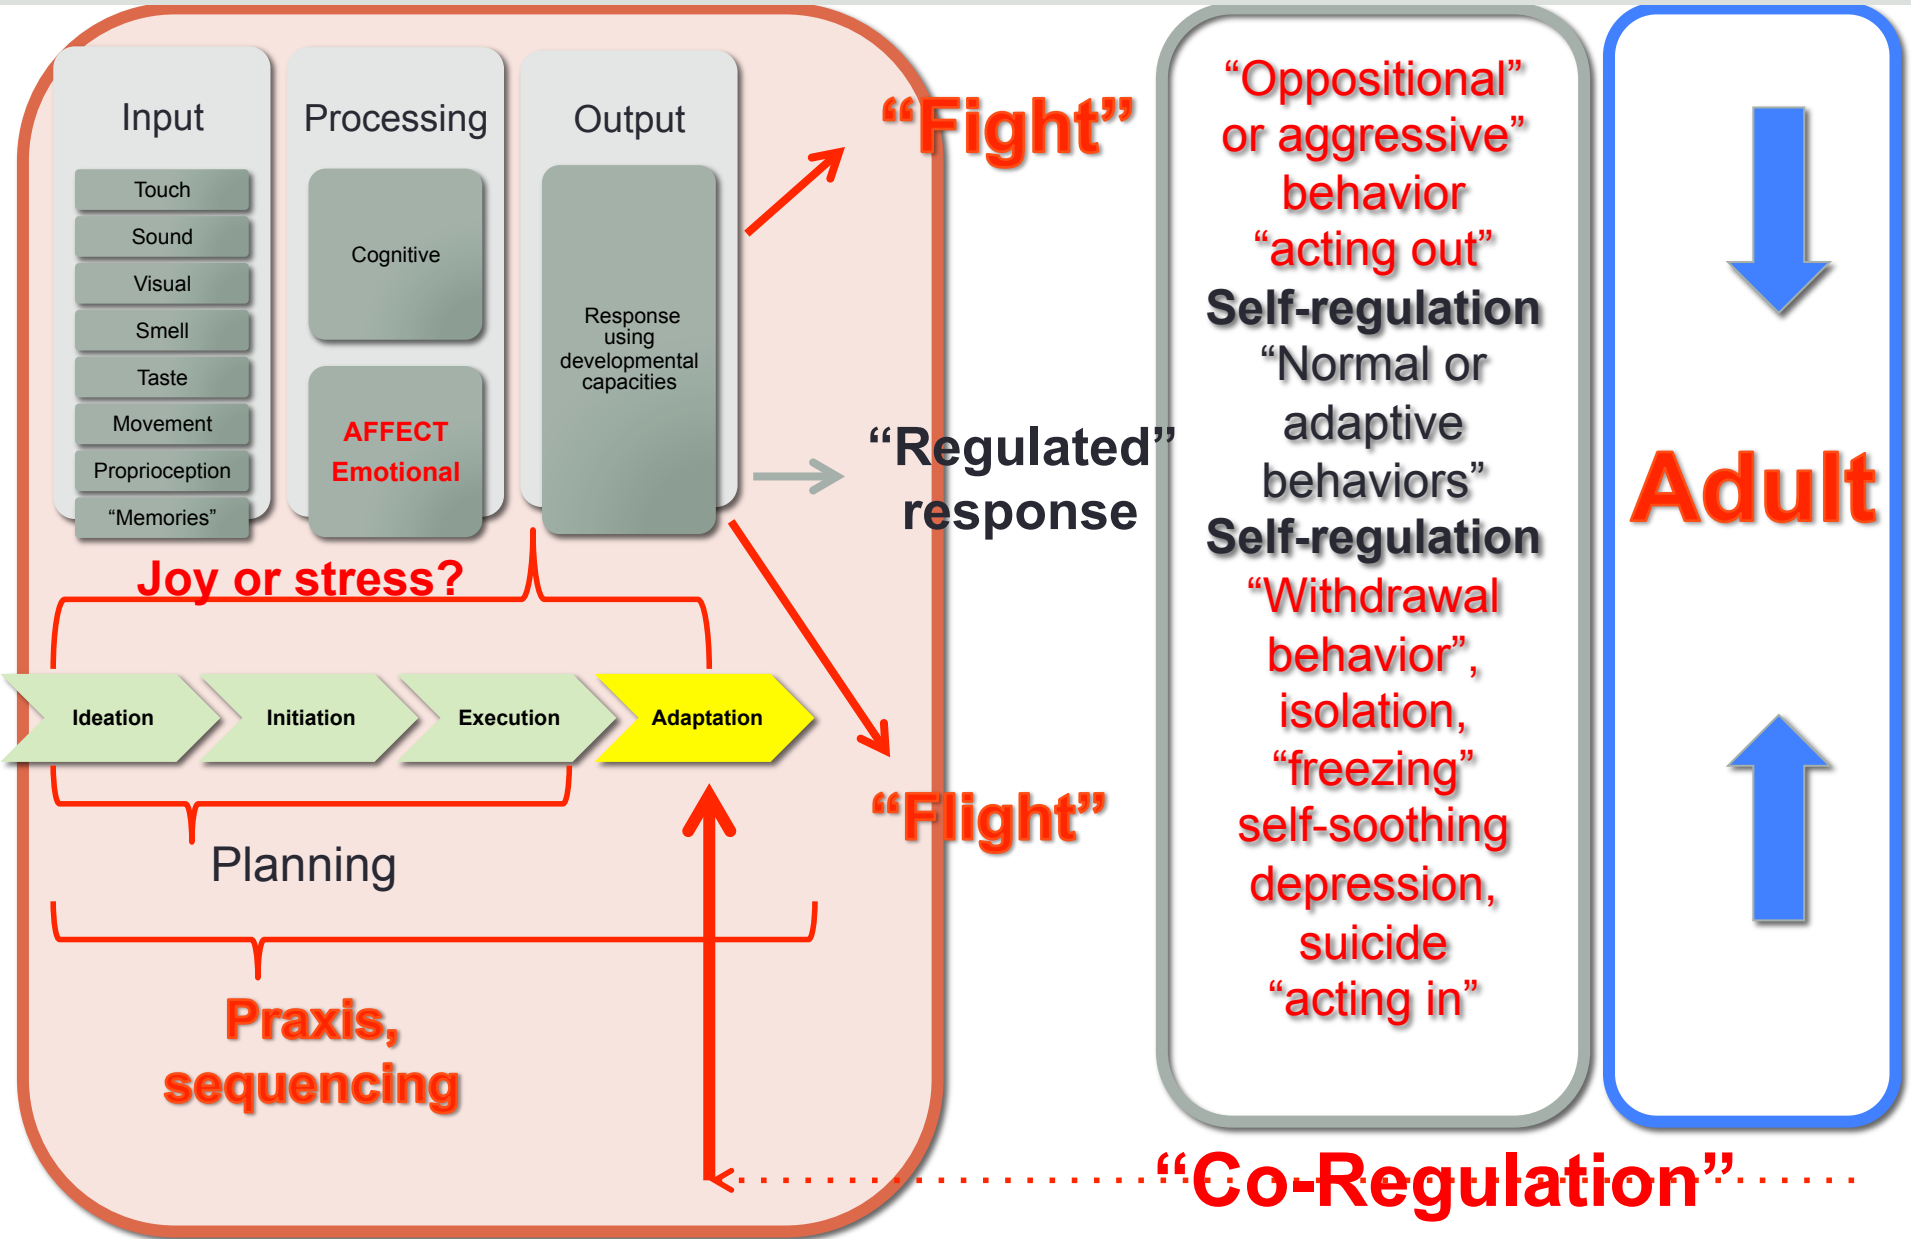 Input
Touch
Sound
Visual
Smell
Taste
Movement
Proprioception
“Memories”
Processing
Cognitive
AFFECT
Emotional
Output
Response
using
developmental
capacities
Joy or stress?
Ideation
Initiation
Execution
Adaptation
Planning
Praxis,
sequencing
“Fight”
“Regulated”
response
“Flight”
“Oppositional”
or aggressive”
behavior
“acting out”
Self-regulation
“Normal or
adaptive
behaviors”
Self-regulation
“Withdrawal
behavior”,
isolation,
“freezing”
self-soothing
depression,
suicide
“acting in”
Adult
“Co-Regulation”